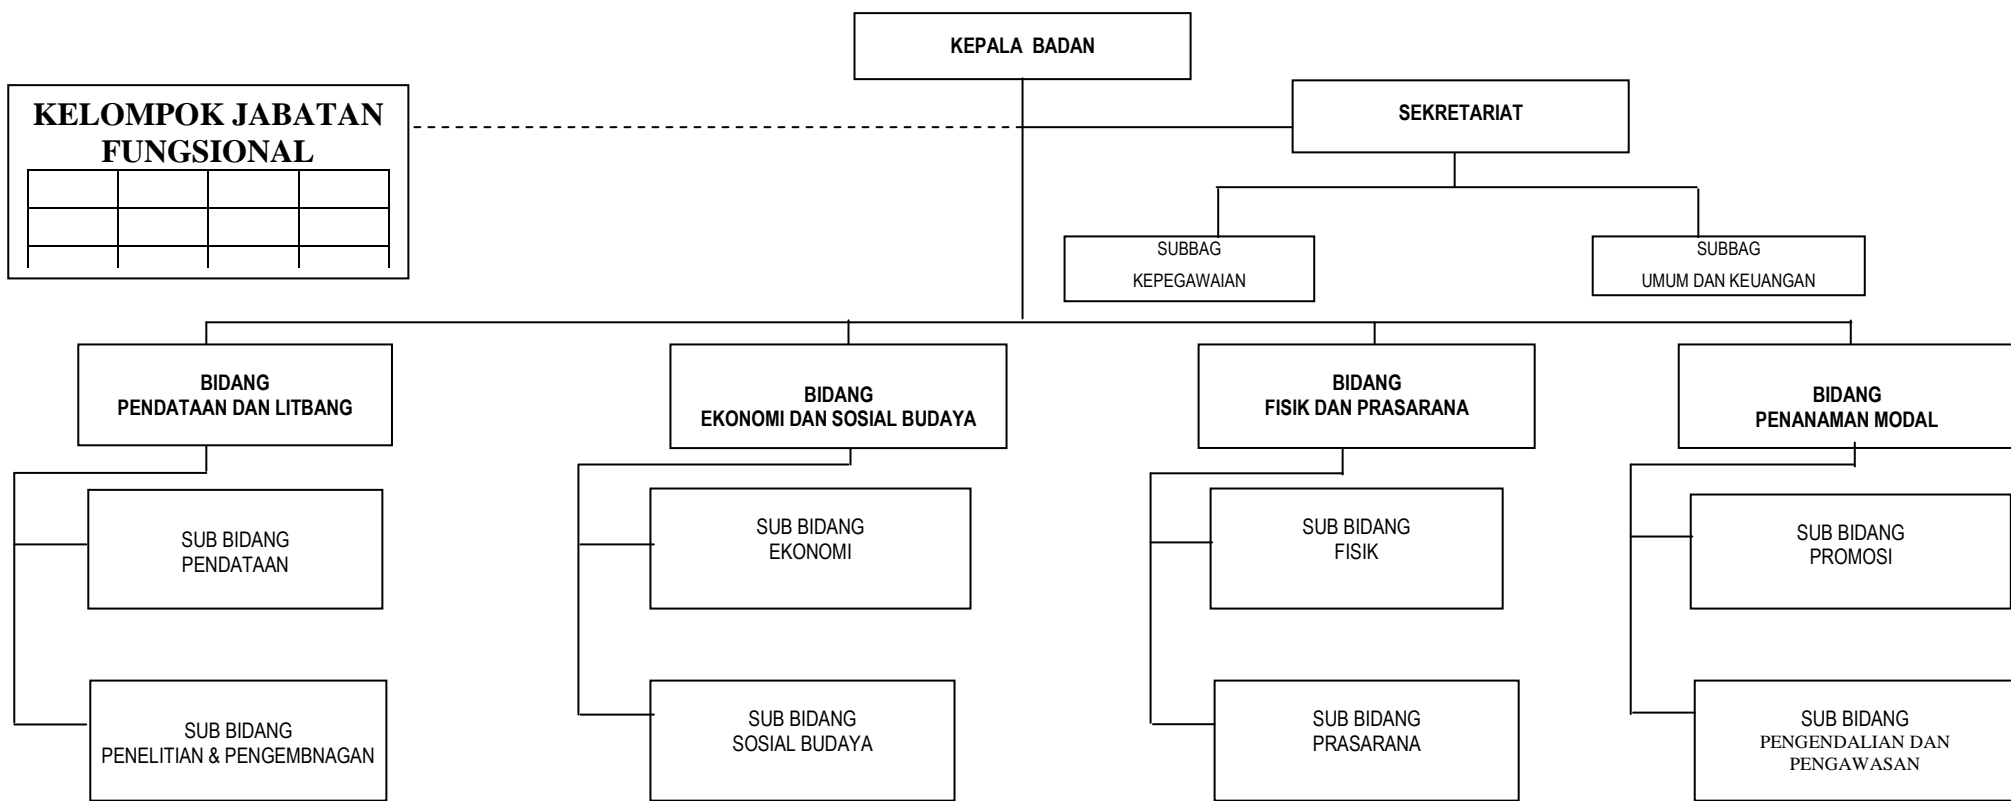 KEPALA BADAN
KELOMPOK JABATAN
FUNGSIONAL
SEKRETARIAT
SUBBAG
KEPEGAWAIAN
SUBBAG
UMUM DAN KEUANGAN
BIDANG
PENDATAAN DAN LITBANG
BIDANG
EKONOMI DAN SOSIAL BUDAYA
BIDANG
FISIK DAN PRASARANA
BIDANG
PENANAMAN MODAL
SUB BIDANG
PENDATAAN
SUB BIDANG
EKONOMI
SUB BIDANG
FISIK
SUB BIDANG
PROMOSI
SUB BIDANG
PENELITIAN & PENGEMBNAGAN
SUB BIDANG
SOSIAL BUDAYA
SUB BIDANG
PRASARANA
SUB BIDANG
PENGENDALIAN DAN
PENGAWASAN